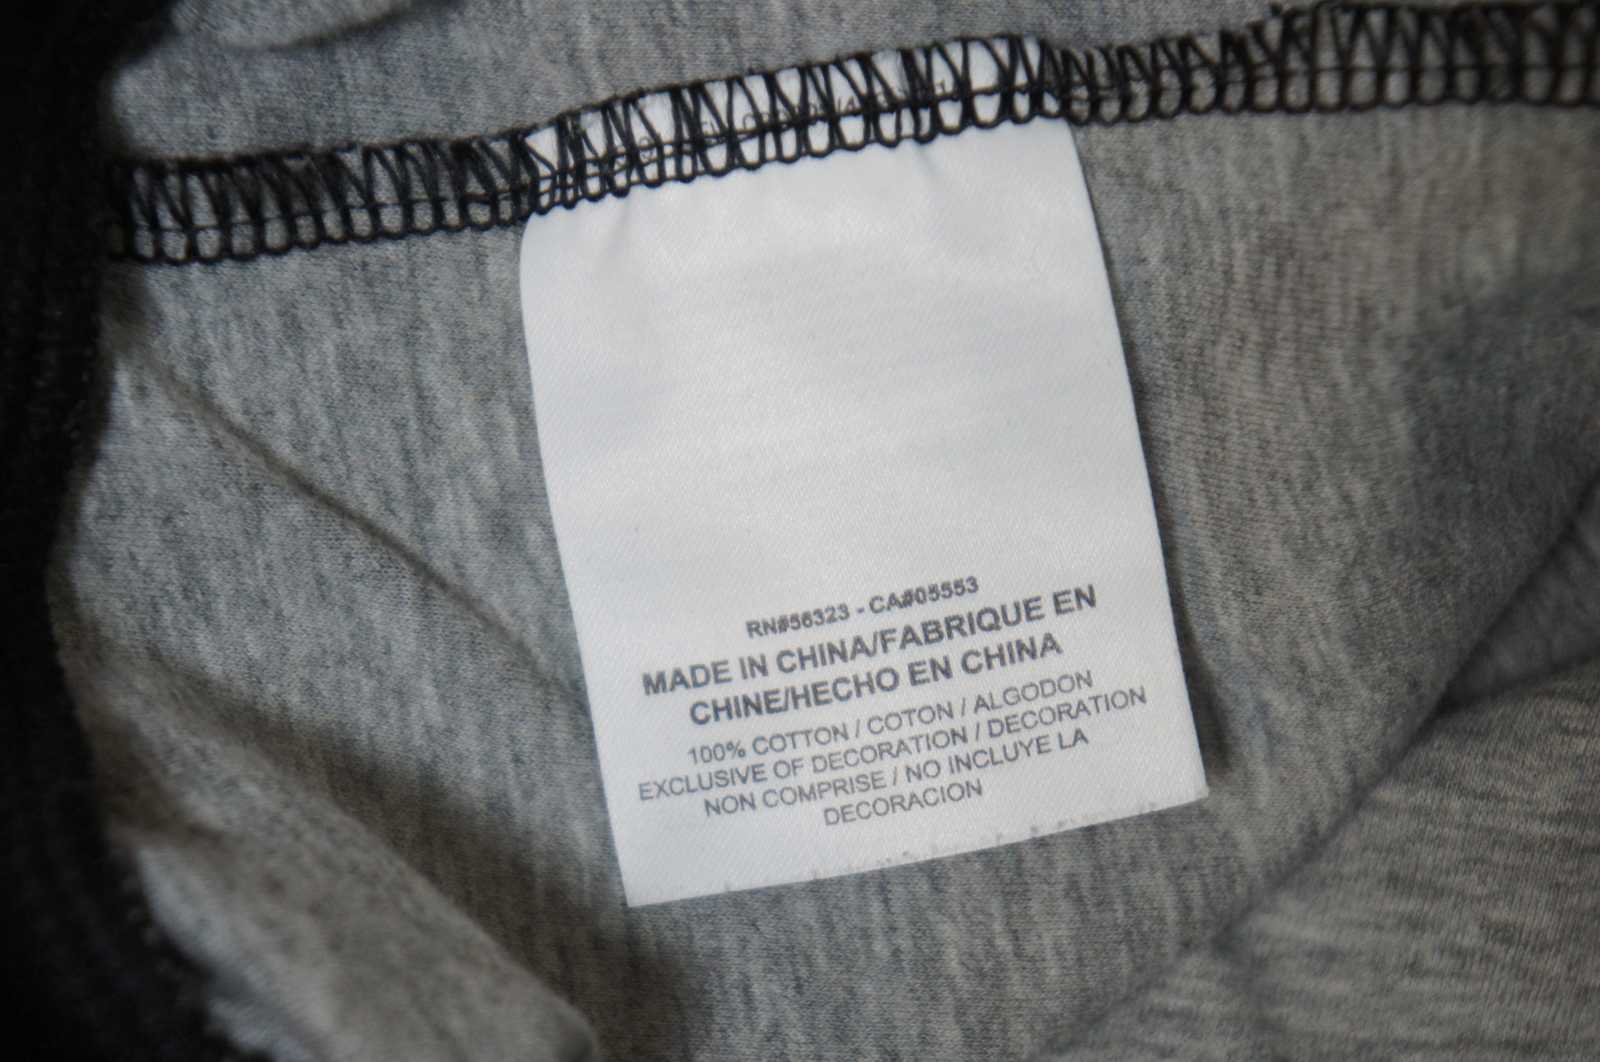 RN#56323 - CA#05553
MADE IN CHINA/FABRIQUE EN
CHINE/HECHO EN CHINA
100% COTTON / COTON / ALGODON
EXCLUSIVE OF DECORATION / DECORATION
NON COMPRISE / NO INCLUYE LA
DECORACION